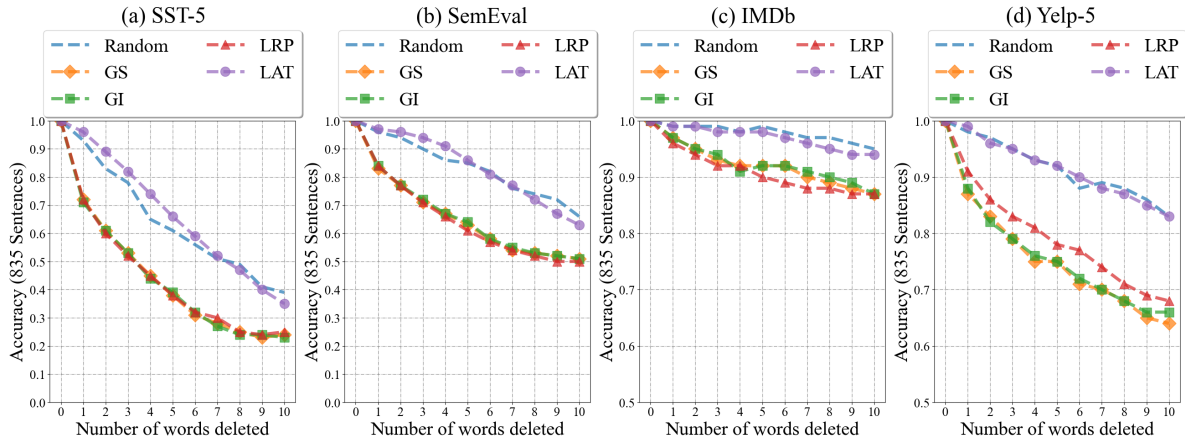 (a) SST-5
Random
GS
GI
LRP
LAT
1.0
0.9
0.8
0.7
0.6
0.5
0.4
0.3
0.2
0.1
0.0
Accuracy (835 Sentences)
0 1 2 3 4 5 6 7 8 9 10
Number of words deleted
(b) SemEval
Random
GS
GI
LRP
LAT
1.0
0.9
0.8
0.7
0.6
0.5
0.4
0.3
0.2
0.1
0.0
Accuracy (835 Sentences)
0 1 2 3 4 5 6 7 8 9 10
Number of words deleted
(c) IMDb
Random
GS
GI
LRP
LAT
1.0
0.9
0.8
0.7
0.6
0.5
Accuracy (835 Sentences)
0 1 2 3 4 5 6 7 8 9 10
Number of words deleted
(d) Yelp-5
Random
GS
GI
LRP
LAT
1.0
0.9
0.8
0.7
0.6
0.5
Accuracy (835 Sentences)
0 1 2 3 4 5 6 7 8 9 10
Number of words deleted